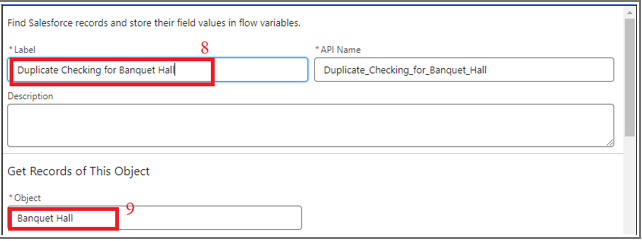 Find Salesforce records and store their field values in flow variables.
8
*Label
*API Name
Duplicate Checking for Banquet Hall
Duplicate_Checking_for_Banquet_Hall
Description
Get Records of This Object
*Object
9
Banquet Hall